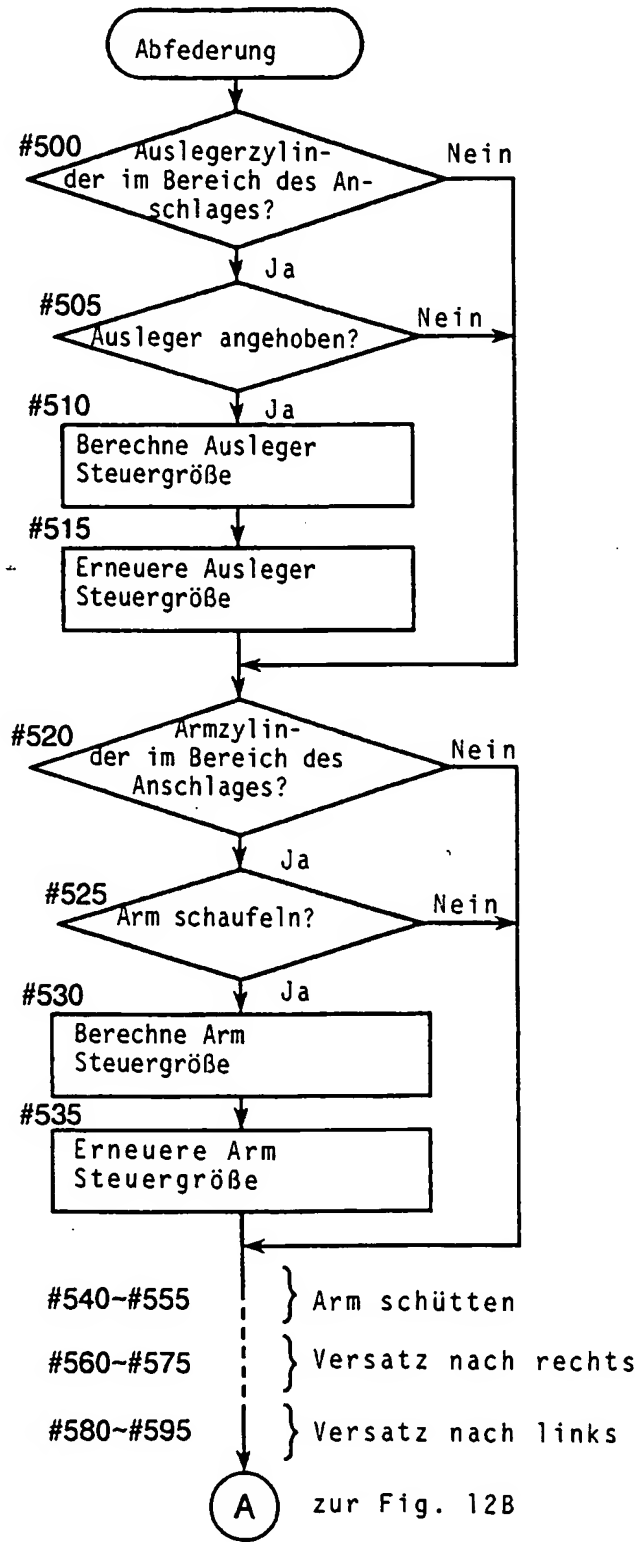 Abfederung
#500
Auslegerzylin-
der im Bereich des An-
schlages?
Nein
Ja
#505
Ausleger angehoben?
Nein
Ja
#510
Berechne Ausleger
Steuergröße
#515
Erneuere Ausleger
Steuergröße
#520
Armzylin-
der im Bereich des
Anschlages?
Nein
Ja
#525
Arm schaufeln?
Nein
Ja
#530
Berechne Arm
Steuergröße
#535
Erneuere Arm
Steuergröße
#540~#555 } Arm schütten
#560~#575 } Versatz nach rechts
#580~#595 } Versatz nach links
A zur Fig. 12B